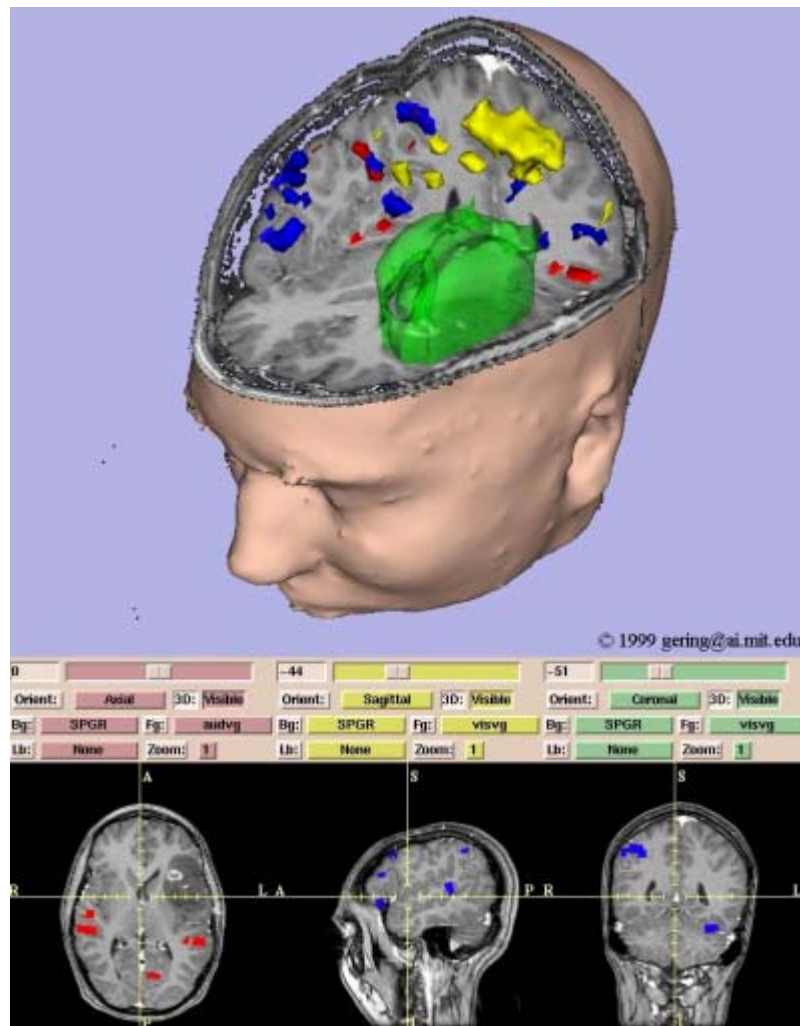 © 1999 gering@ai.mit.edu
0 -44 -51
Orient: Axial 3D: Visible Orient: Sagittal 3D: Visible Orient: Coronal 3D: Visible
Bg: SPGR Fg: audvg Bg: SPGR Fg: visvg Bg: SPGR Fg: visvg
Lb: None Zoom: 1 Lb: None Zoom: 1 Lb: None Zoom: 1
A S S
R L A P R L
P I I